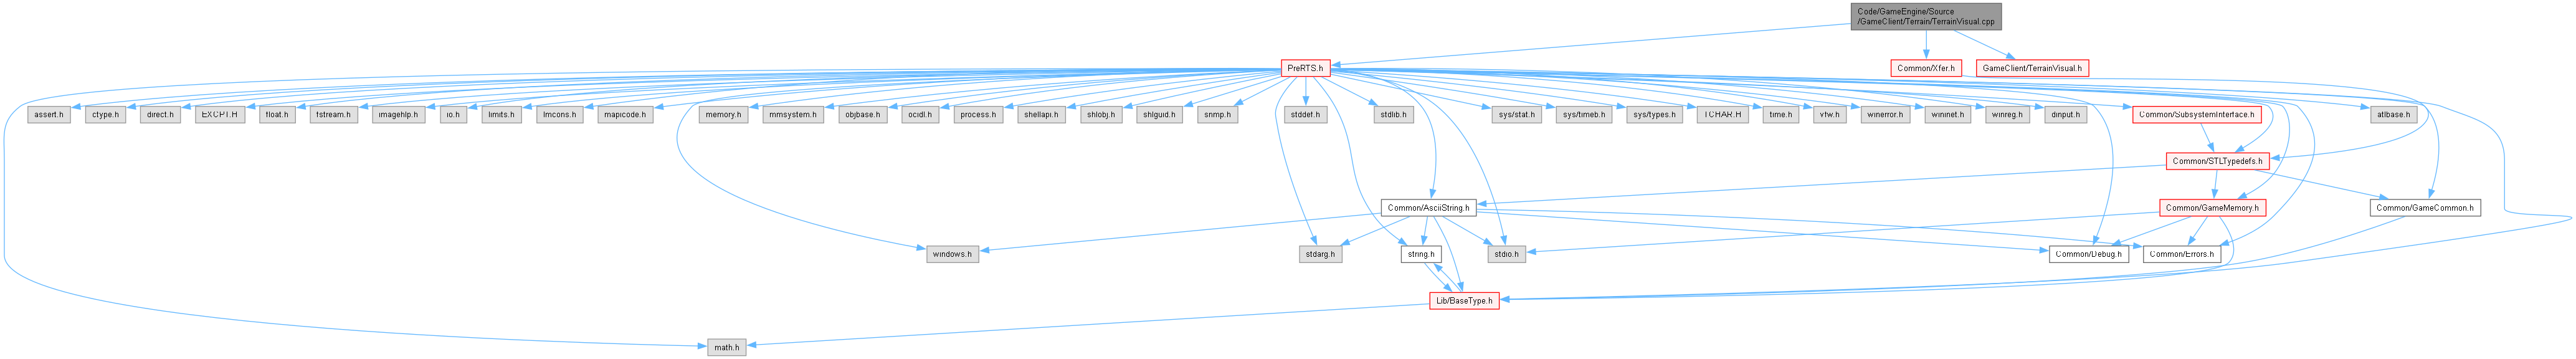 Code/GameEngine/Source
/GameClient/Terrain/TerrainVisual.cpp
PreRTS.h
Common/Xfer.h
GameClient/TerrainVisual.h
assert.h
ctype.h
direct.h
EXCPT.H
float.h
fstream.h
imagehlp.h
io.h
limits.h
lmcons.h
mapicode.h
memory.h
mmsystem.h
objbase.h
ocidl.h
process.h
shellapi.h
shlobj.h
shlguid.h
snmp.h
stddef.h
stdlib.h
sys/stat.h
sys/timeb.h
sys/types.h
TCHAR.H
time.h
vfw.h
winerror.h
wininet.h
winreg.h
dinput.h
Common/SubsystemInterface.h
atlbase.h
Common/STLTypedefs.h
Common/AsciiString.h
Common/GameMemory.h
Common/GameCommon.h
windows.h
stdarg.h
string.h
stdio.h
Common/Debug.h
Common/Errors.h
Lib/BaseType.h
math.h